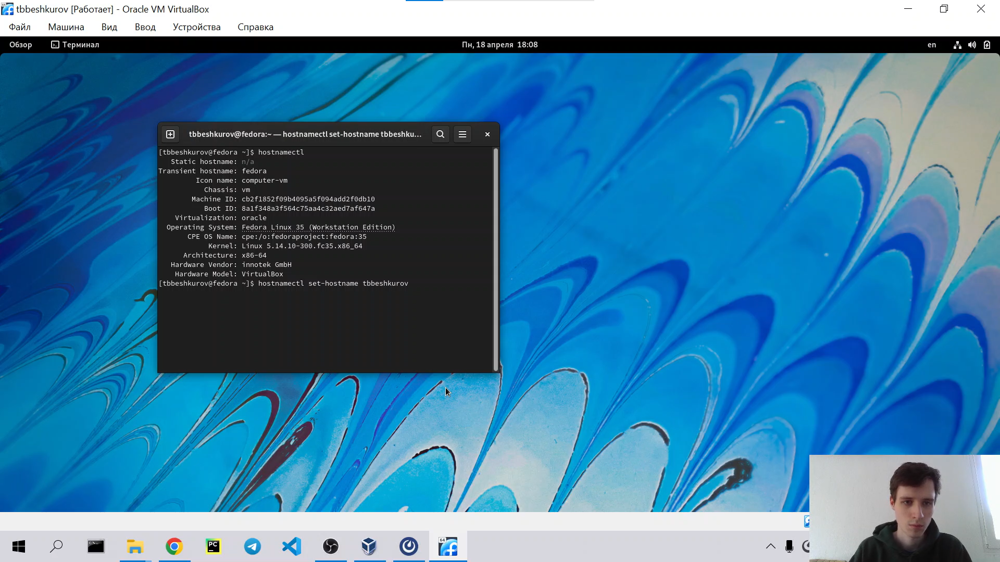 tbbeshkurov [Работает] - Oracle VM VirtualBox
Файл Машина Вид Ввод Устройства Справка
Обзор Терминал Пн, 18 апреля 18:08 en
tbbeshkurov@fedora:~ — hostnamectl set-hostname tbbeshku...
[tbbeshkurov@fedora ~]$ hostnamectl
Static hostname: n/a
Transient hostname: fedora
Icon name: computer-vm
Chassis: vm
Machine ID: cb2f1852f09b4095a5f094add2f0db10
Boot ID: 8a1f348a3f564c75aa4c32aed7af647a
Virtualization: oracle
Operating System: Fedora Linux 35 (Workstation Edition)
CPE OS Name: cpe:/o:fedoraproject:fedora:35
Kernel: Linux 5.14.10-300.fc35.x86_64
Architecture: x86-64
Hardware Vendor: innotek GmbH
Hardware Model: VirtualBox
[tbbeshkurov@fedora ~]$ hostnamectl set-hostname tbbeshkurov
PC
64